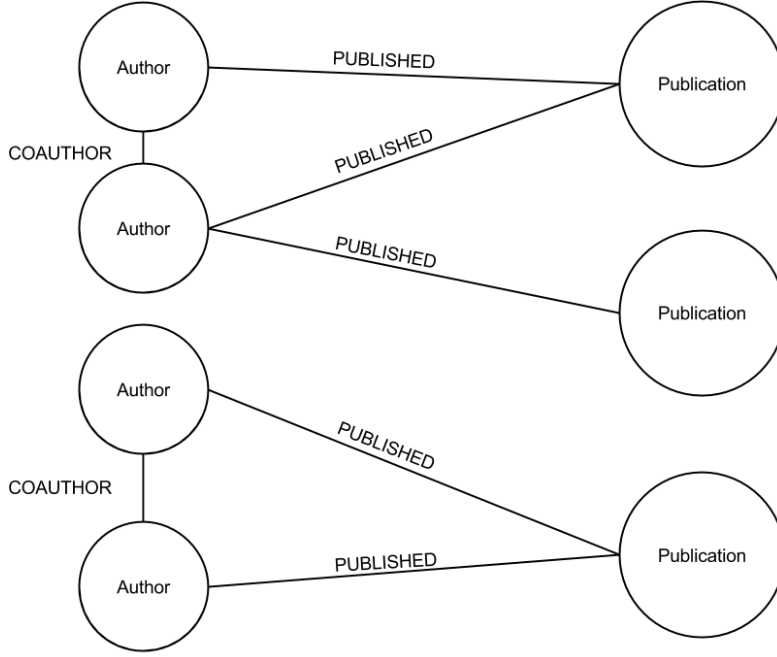 Author
PUBLISHED
Publication
COAUTHOR
PUBLISHED
Author
PUBLISHED
Publication
Author
PUBLISHED
COAUTHOR
Publication
PUBLISHED
Author